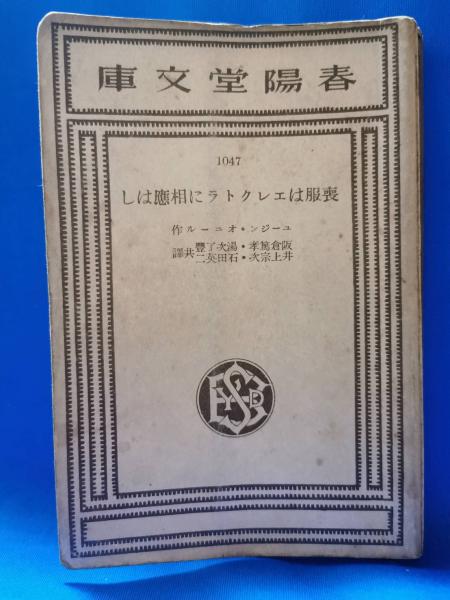 春陽堂文庫
1047
喪服はエレクトラに相應はし
ユージン・オニール作
阪倉篤孝・湯次了豐
井上宗次・石田英二
共譯